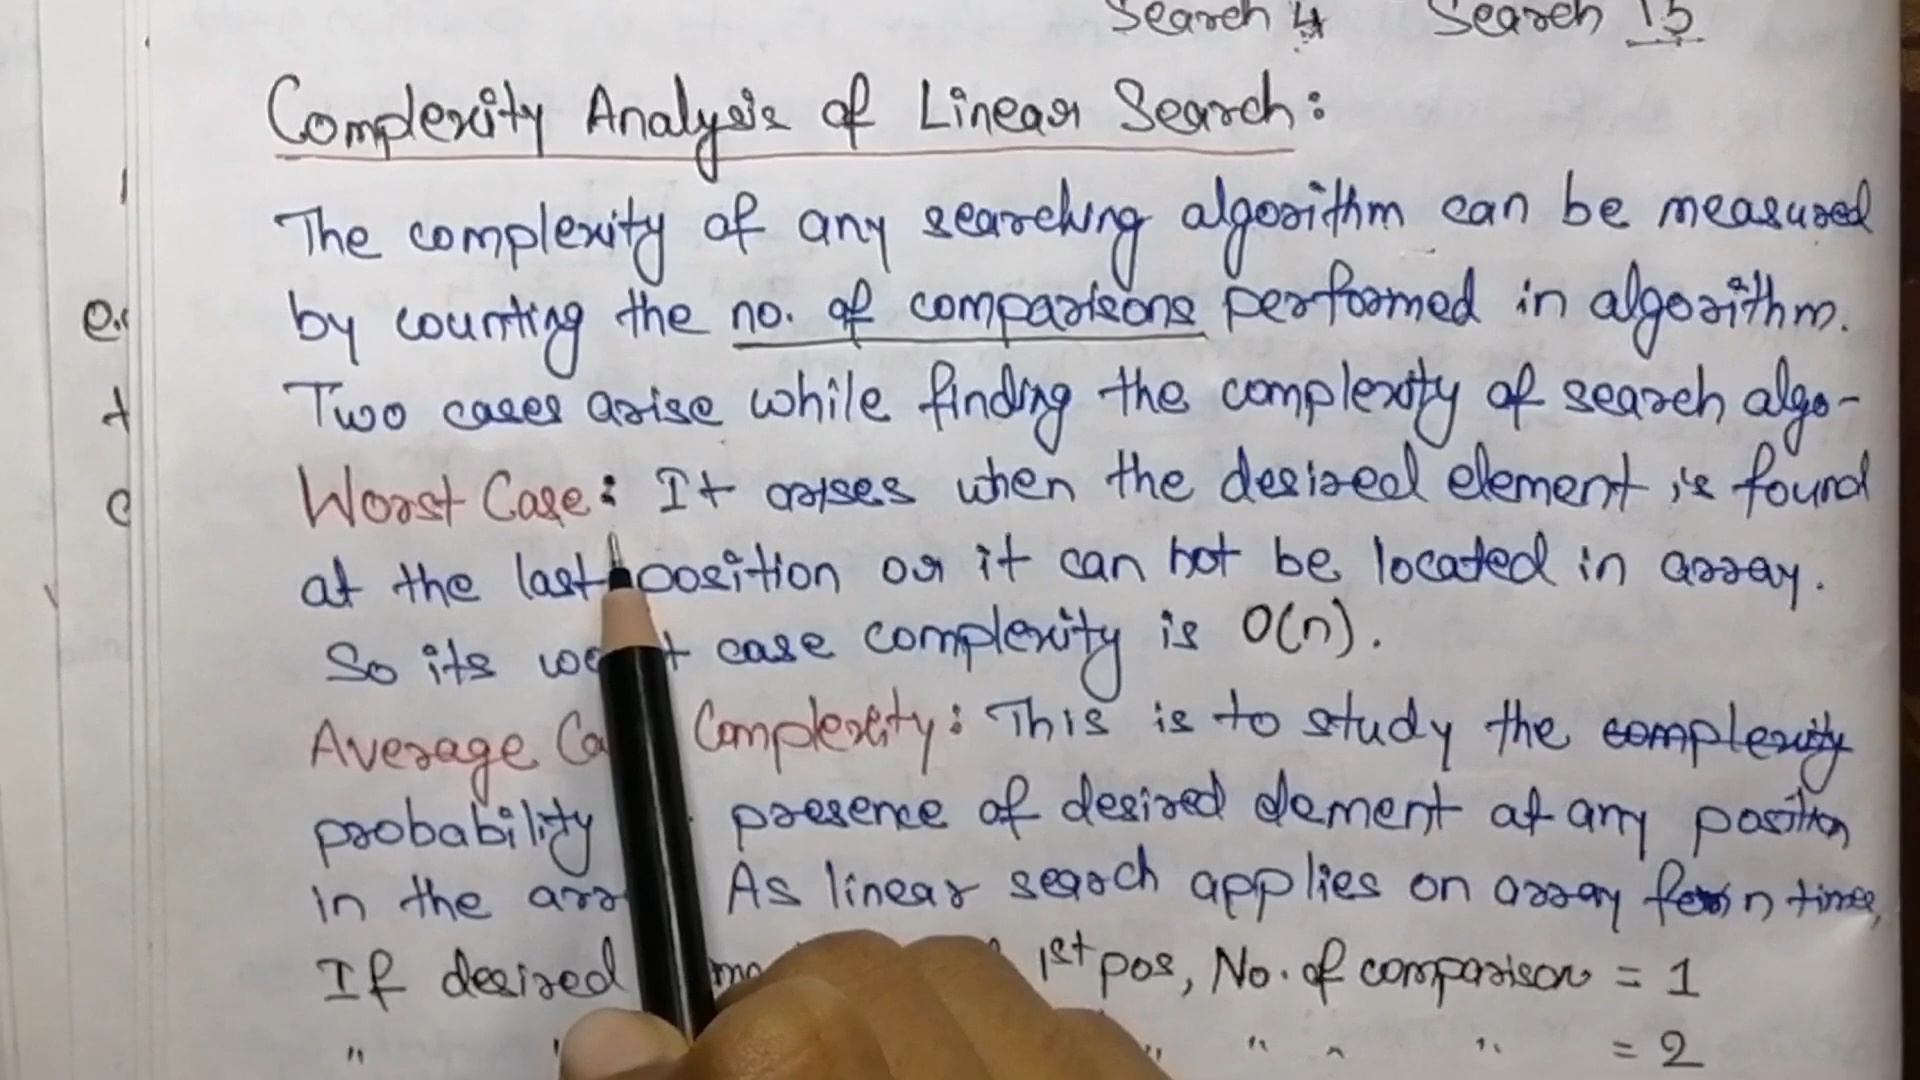 Search 4 Search 15
Complexity Analysis of Linear Search:
The complexity of any searching algorithm can be measured
by counting the no. of comparisons performed in algorithm.
Two cases arise while finding the complexity of search algo-
Worst Case: It arises when the desired element is found
at the last position or it can not be located in array.
So its case complexity is O(n).
Average Complexity: This is to study the complexity
probability presence of desired element at any position
in the As linear search applies on array for n times,
If desired 1st pos, No. of comparison = 1
" " " " " = 2